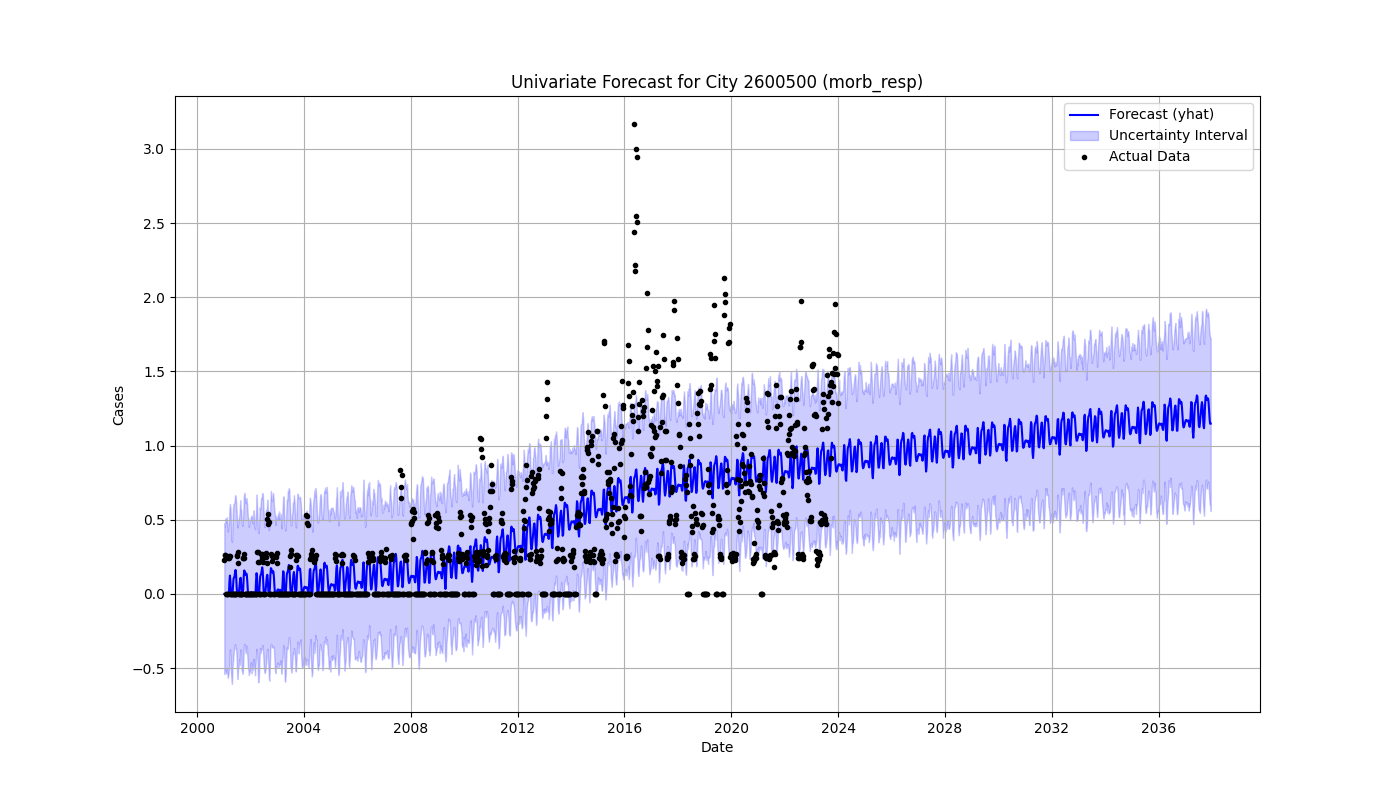 Univariate Forecast for City 2600500 (morb_resp)
Forecast (yhat)
Uncertainty Interval
Actual Data
Cases
3.0
2.5
2.0
1.5
1.0
0.5
0.0
−0.5
2000 2004 2008 2012 2016 2020 2024 2028 2032 2036
Date